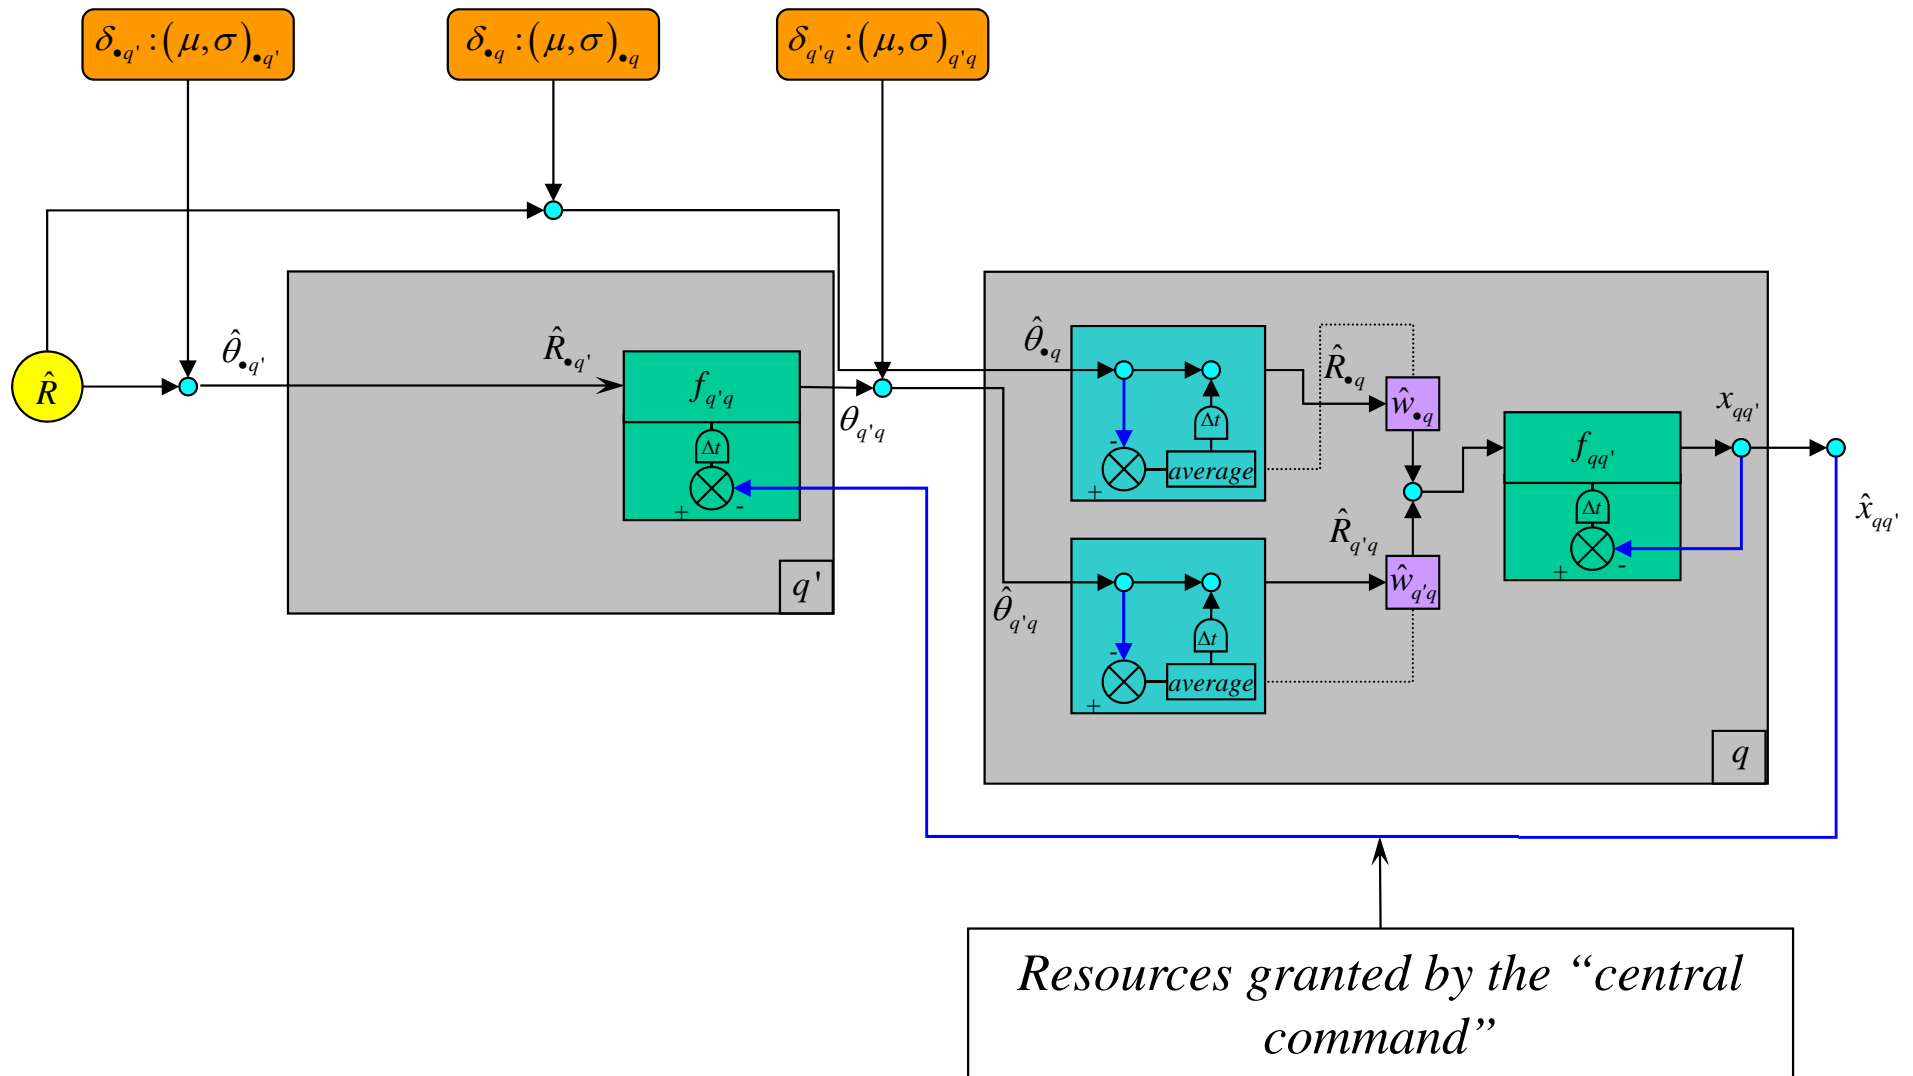 δ•q' : (μ,σ)•q'
δ•q : (μ,σ)•q
δq'q : (μ,σ)q'q
R̂
θ̂•q'
R̂•q'
fq'q
Δt
+ -
q'
θq'q
θ̂•q
-
+
average
Δt
R̂•q
ŵ•q
θ̂q'q
-
+
average
Δt
R̂q'q
ŵq'q
fqq'
Δt
+ -
xqq'
x̂qq'
q
Resources granted by the “central
command”